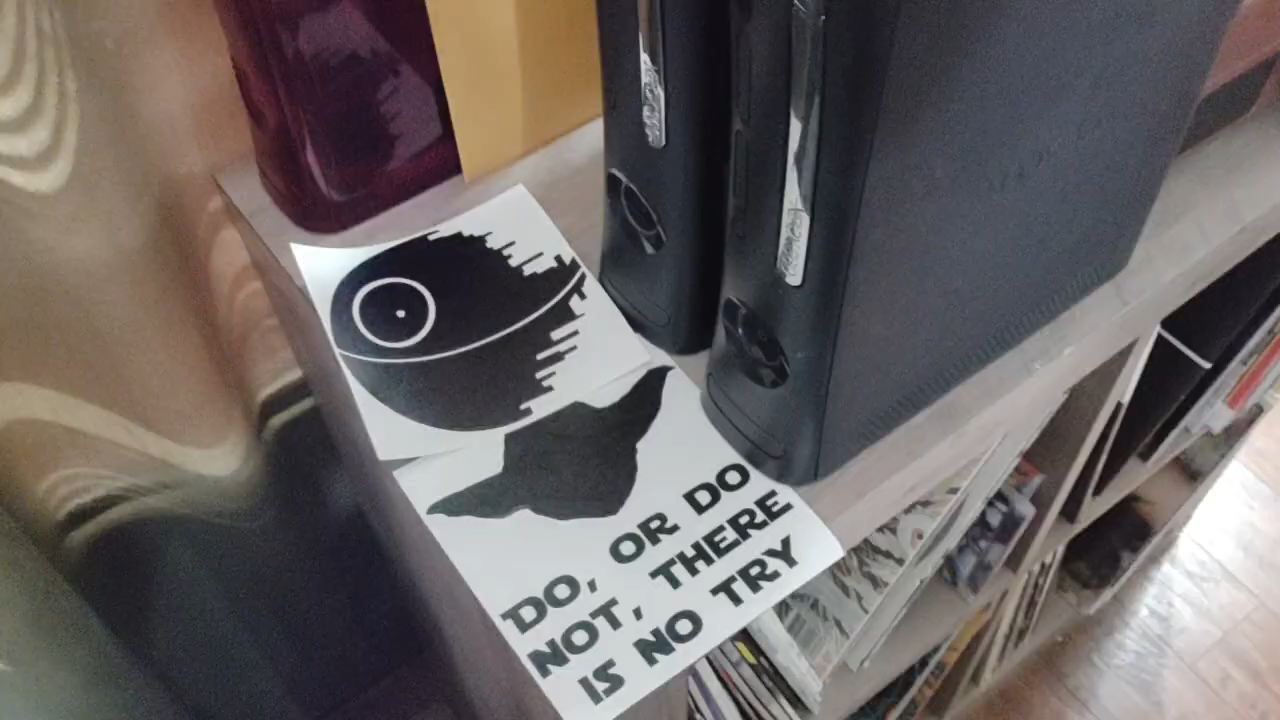 DO, OR DO
NOT, THERE
IS NO TRY